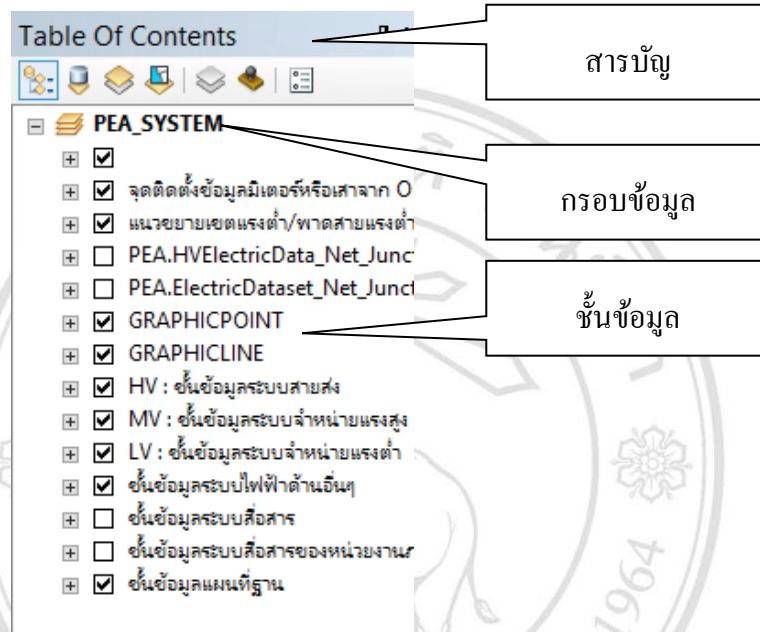 Table Of Contents
สารบัญ
PEA_SYSTEM
กรอบข้อมูล
จุดติดตั้งข้อมูลมิเตอร์หรือเสาจาก O
แนวขยายเขตแรงต่ำ/พาดสายแรงต่ำ
PEA.HVElectricData_Net_Junc
PEA.ElectricDataset_Net_Junct
ชั้นข้อมูล
GRAPHICPOINT
GRAPHICLINE
HV : ชั้นข้อมูลระบบสายส่ง
MV : ชั้นข้อมูลระบบจำหน่ายแรงสูง
LV : ชั้นข้อมูลระบบจำหน่ายแรงต่ำ
ชั้นข้อมูลระบบไฟฟ้าด้านอื่นๆ
ชั้นข้อมูลระบบสื่อสาร
ชั้นข้อมูลระบบสื่อสารของหน่วยงาน
ชั้นข้อมูลแผนที่ฐาน
1964